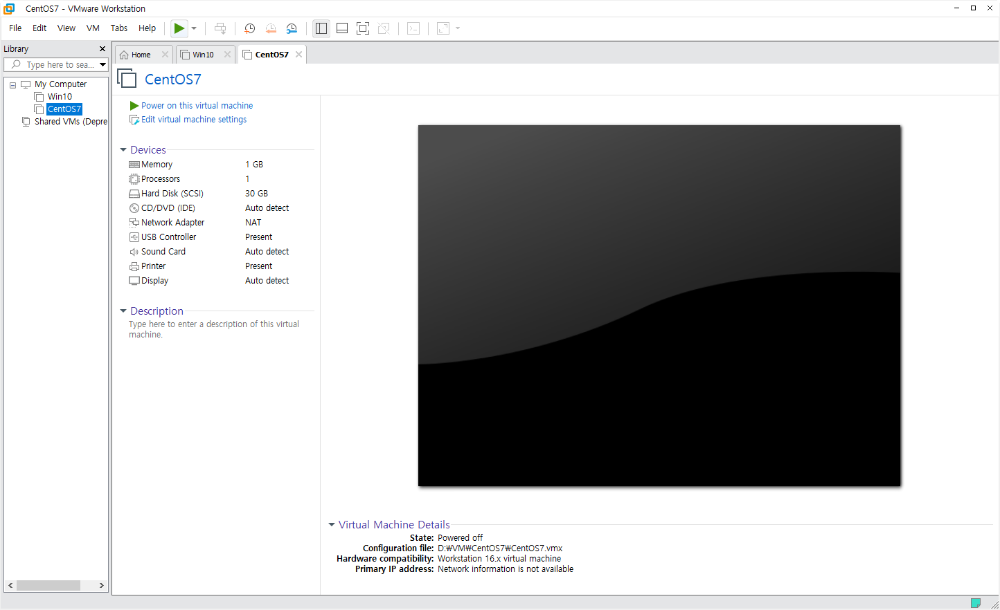 CentOS7 - VMware Workstation
File Edit View VM Tabs Help
Library
Type here to sea...
My Computer
Win10
CentOS7
Shared VMs (Depre
Home Win10 CentOS7
CentOS7
Power on this virtual machine
Edit virtual machine settings
Devices
Memory 1 GB
Processors 1
Hard Disk (SCSI) 30 GB
CD/DVD (IDE) Auto detect
Network Adapter NAT
USB Controller Present
Sound Card Auto detect
Printer Present
Display Auto detect
Description
Type here to enter a description of this virtual
machine.
Virtual Machine Details
State: Powered off
Configuration file: D:₩VM₩CentOS7₩CentOS7.vmx
Hardware compatibility: Workstation 16.x virtual machine
Primary IP address: Network information is not available